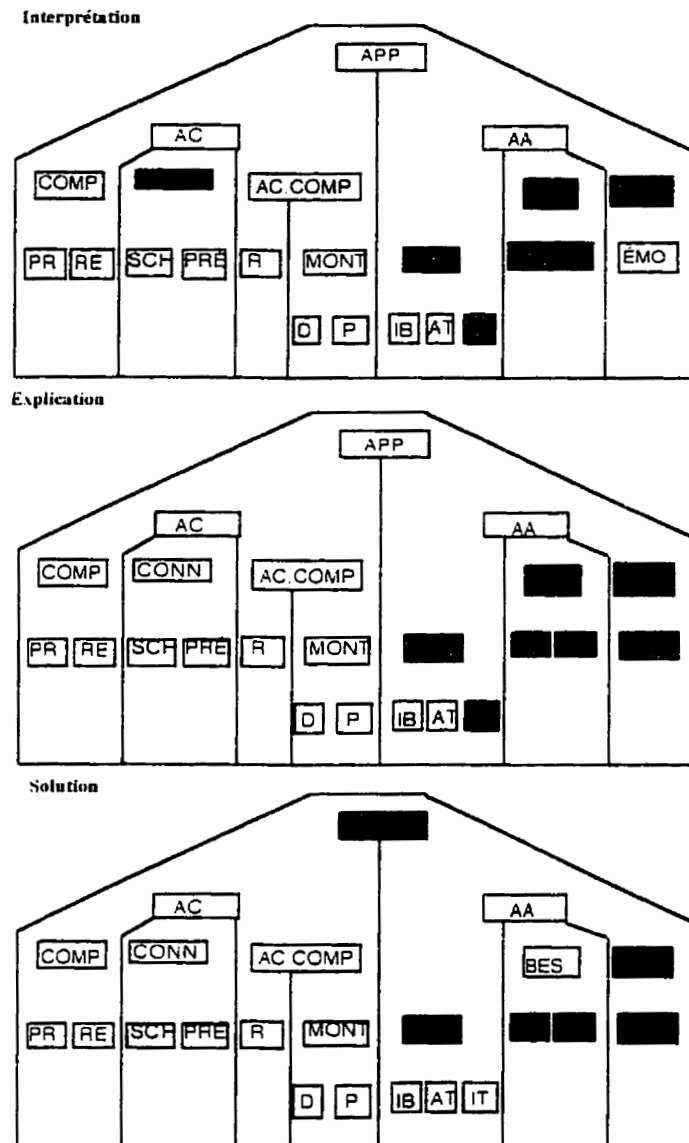 Interprétation
APP
AC
AA
COMP
AC.COMP
PR RE SCH PRÉ R MONT ÉMO
D P IB AT
Explication
APP
AC
AA
COMP CONN AC.COMP
PR RE SCH PRÉ R MONT
D P IB AT
Solution
AC
AA
COMP CONN AC COMP BES
PR RE SCH PRÉ R MONT
D P IB AT IT